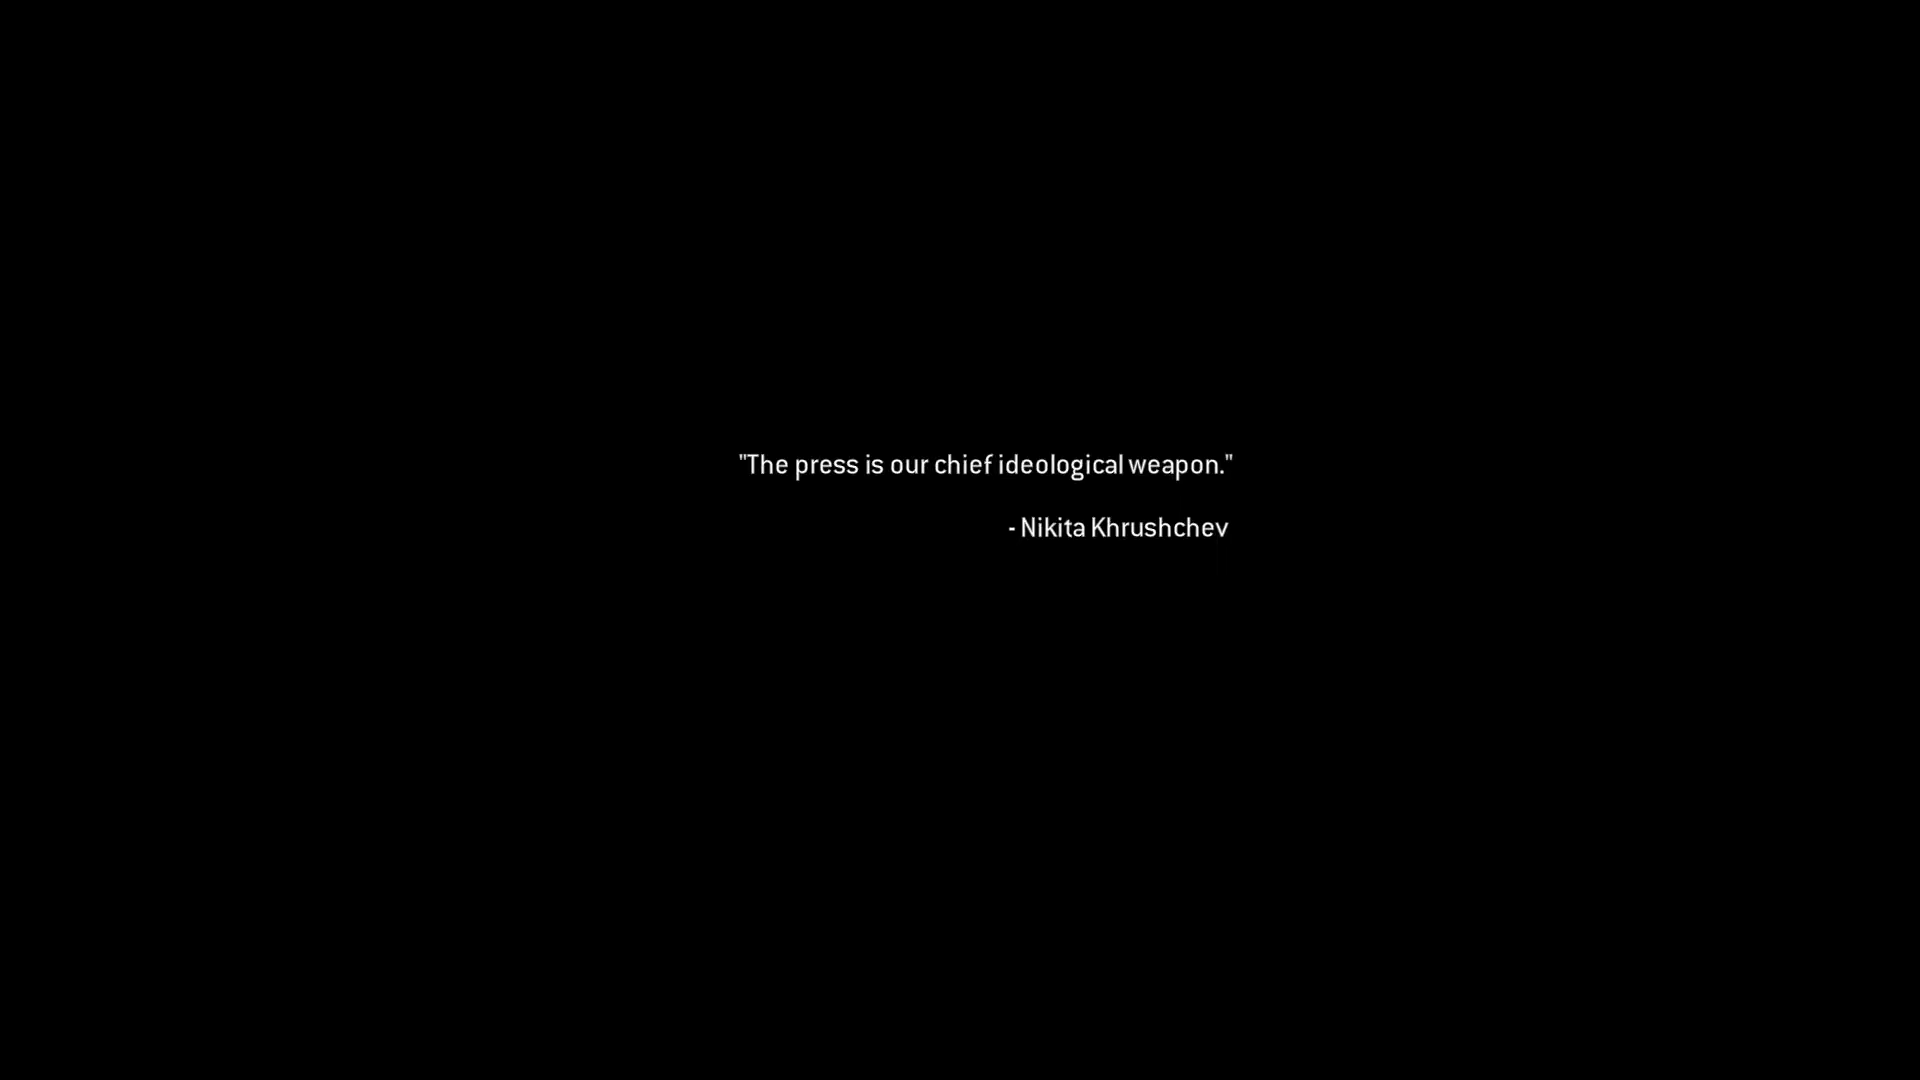 "The press is our chief ideological weapon."
- Nikita Khrushchev